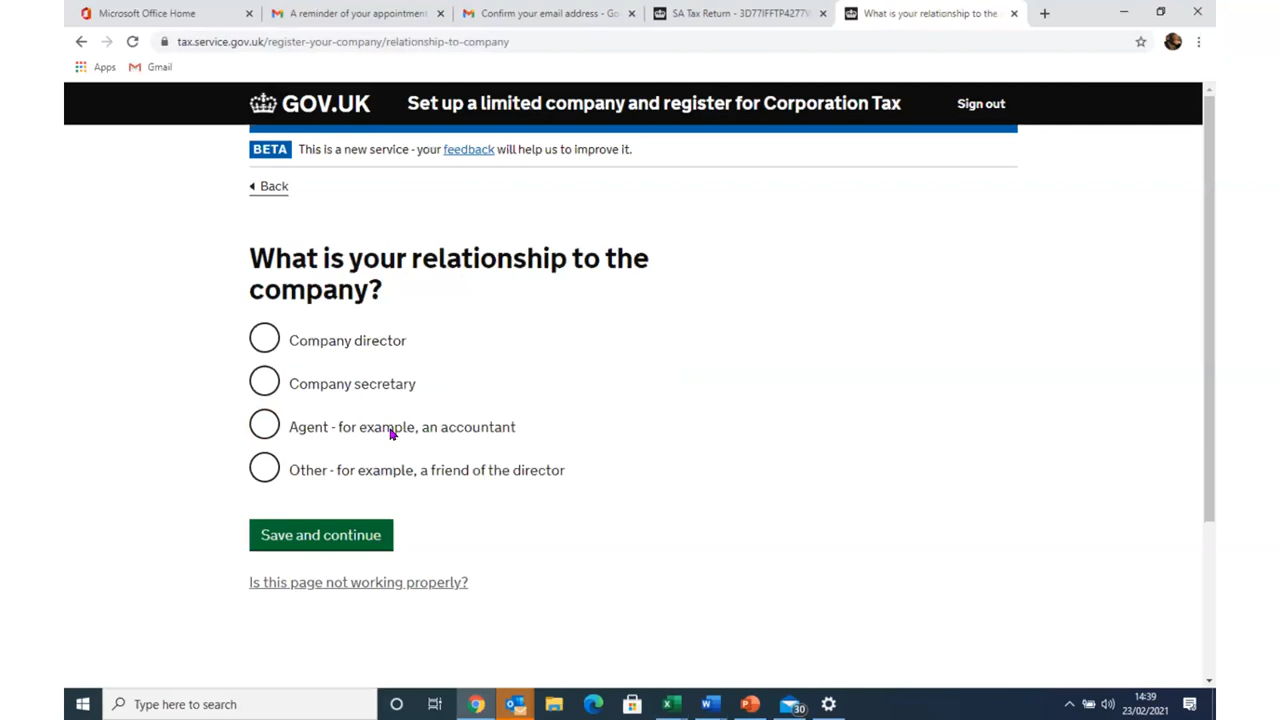 Microsoft Office Home
A reminder of your appointment
Confirm your email address - Go
SA Tax Return - 3D77IFFTP4277V
What is your relationship to the
tax.service.gov.uk/register-your-company/relationship-to-company
Apps
Gmail
GOV.UK
Set up a limited company and register for Corporation Tax
Sign out
BETA
This is a new service - your feedback will help us to improve it.
Back
What is your relationship to the
company?
Company director
Company secretary
Agent - for example, an accountant
Other - for example, a friend of the director
Save and continue
Is this page not working properly?
Type here to search
30
14:39
23/02/2021